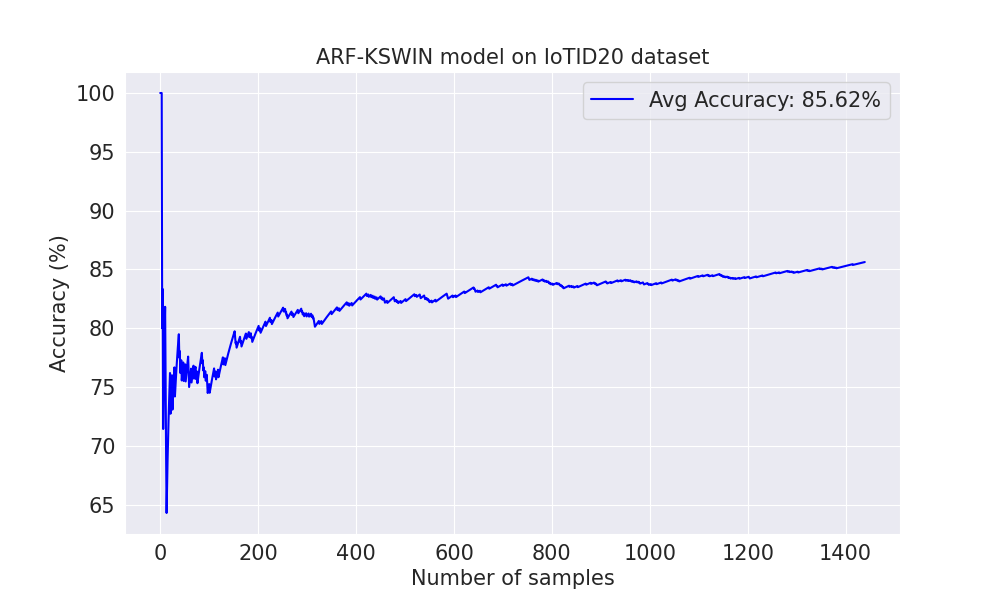 ARF-KSWIN model on IoTID20 dataset
Avg Accuracy: 85.62%
Accuracy (%)
100
95
90
85
80
75
70
65
0 200 400 600 800 1000 1200 1400
Number of samples